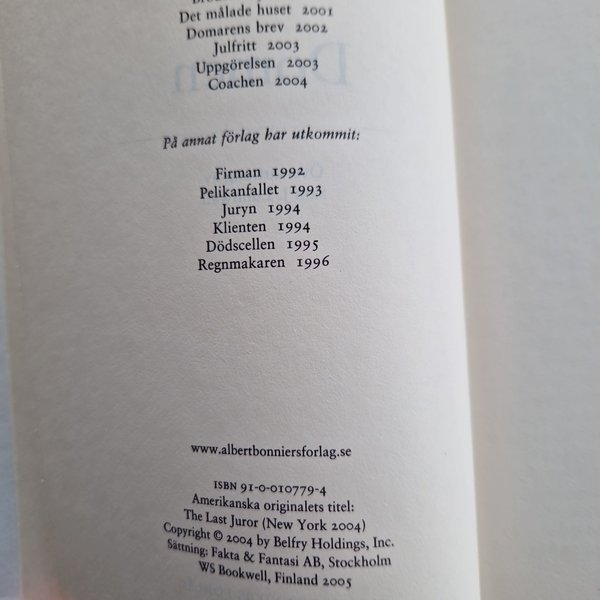 Det målade huset 2001
Domarens brev 2002
Julfritt 2003
Uppgörelsen 2003
Coachen 2004
På annat förlag har utkommit:
Firman 1992
Pelikanfallet 1993
Juryn 1994
Klienten 1994
Dödscellen 1995
Regnmakaren 1996
www.albertbonniersforlag.se
ISBN 91-0-010779-4
Amerikanska originalets titel:
The Last Juror (New York 2004)
Copyright © 2004 by Belfry Holdings, Inc.
Sättning: Fakta & Fantasi AB, Stockholm
WS Bookwell, Finland 2005